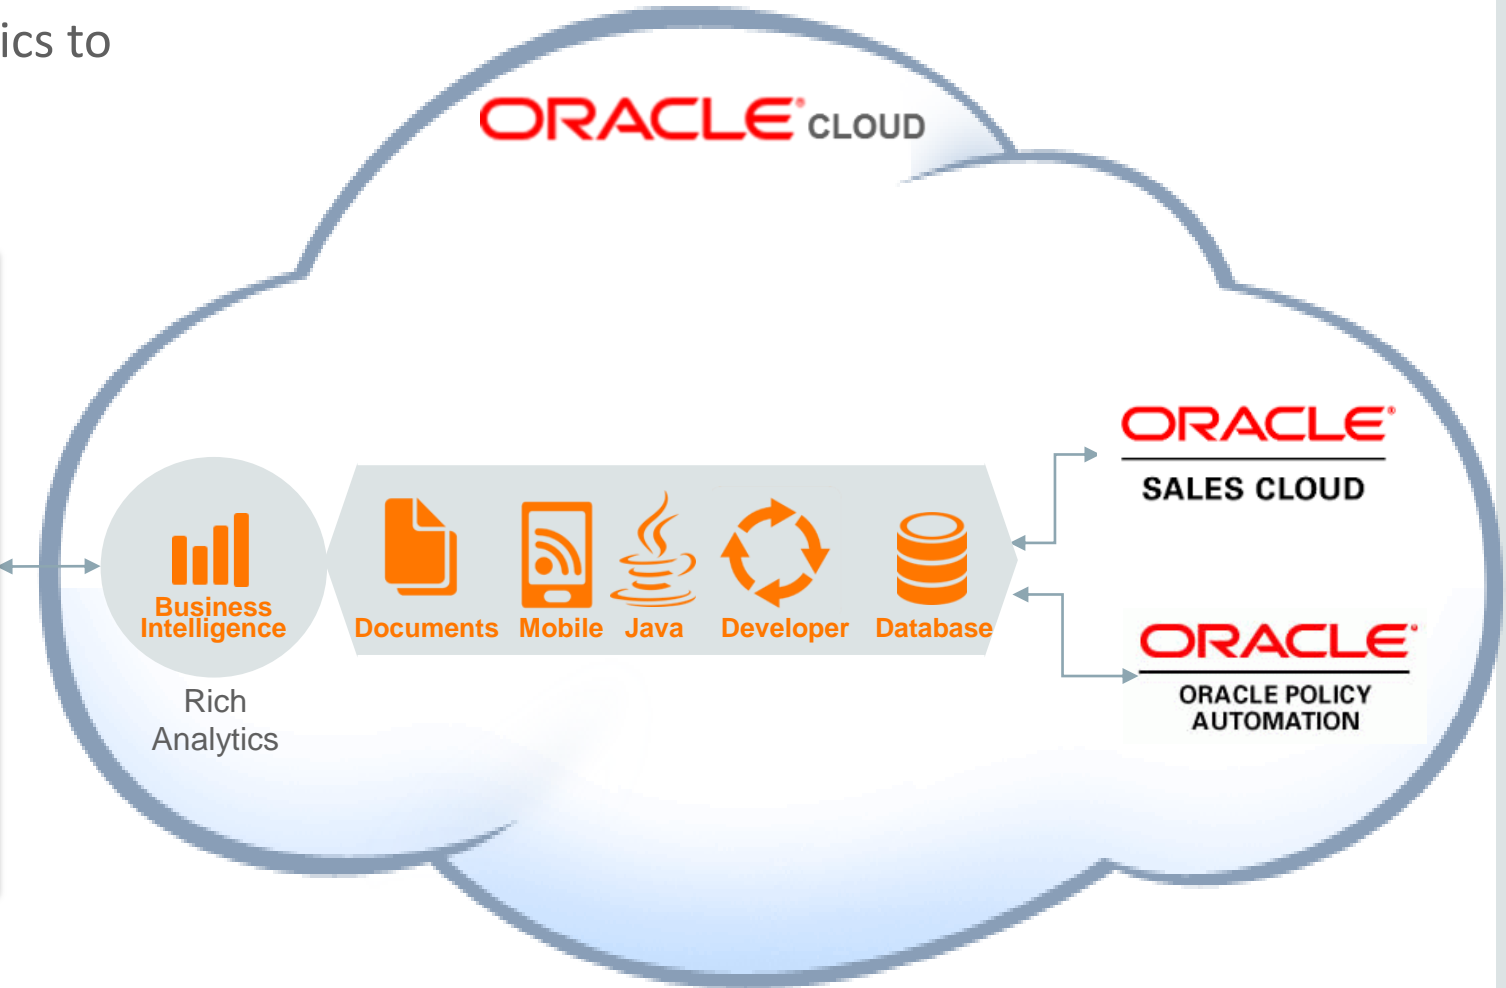 ics to
ORACLE CLOUD
ORACLE
SALES CLOUD
Business
Intelligence
Documents Mobile Java Developer Database
ORACLE
ORACLE POLICY
AUTOMATION
Rich
Analytics